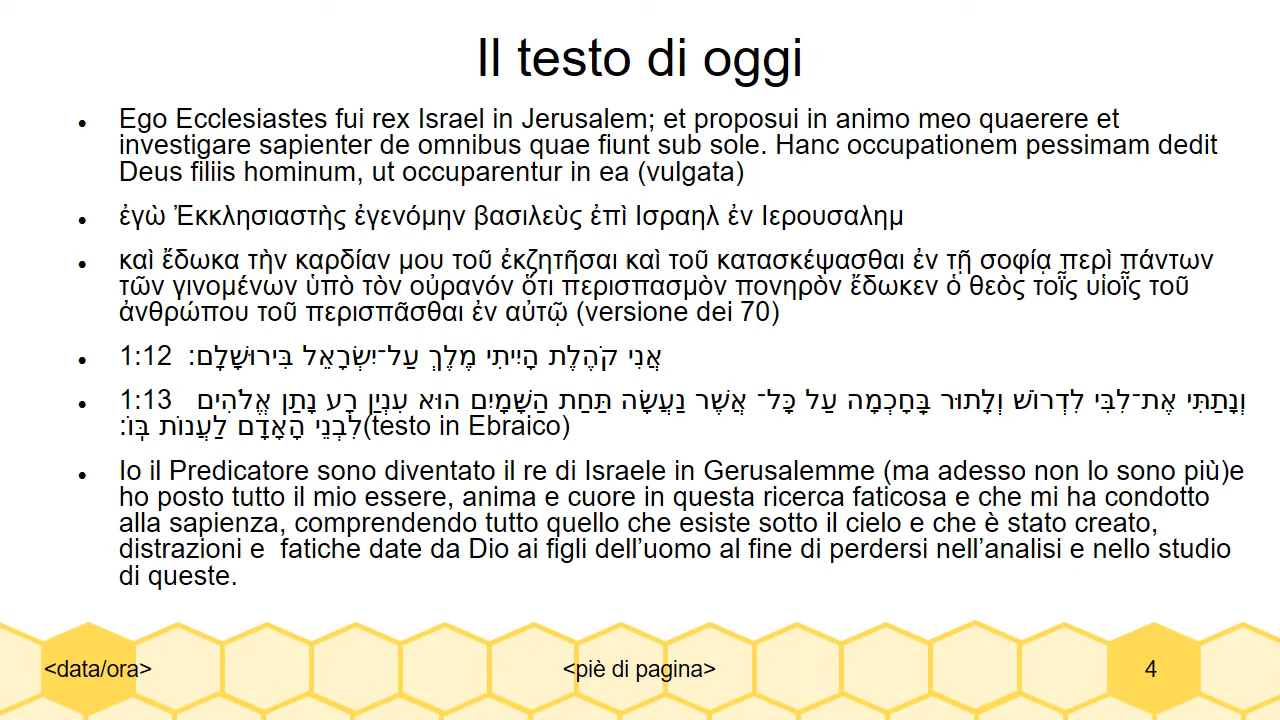 Il testo di oggi
• Ego Ecclesiastes fui rex Israel in Jerusalem; et proposui in animo meo quaerere et
investigare sapienter de omnibus quae fiunt sub sole. Hanc occupationem pessimam dedit
Deus filiis hominum, ut occuparentur in ea (vulgata)
• ἐγὼ Ἐκκλησιαστὴς ἐγενόμην βασιλεὺς ἐπὶ Ισραηλ ἐν Ιερουσαλημ
• καὶ ἔδωκα τὴν καρδίαν μου τοῦ ἐκζητῆσαι καὶ τοῦ κατασκέψασθαι ἐν τῇ σοφίᾳ περὶ πάντων
τῶν γινομένων ὑπὸ τὸν οὐρανόν ὅτι περισπασμὸν πονηρὸν ἔδωκεν ὁ θεὸς τοῖς υἱοῖς τοῦ
ἀνθρώπου τοῦ περισπᾶσθαι ἐν αὐτῷ (versione dei 70)
• 1:12 אֲנִי קֹהֶלֶת הָיִיתִי מֶלֶךְ עַל־יִשְׂרָאֵל בִּירוּשָׁלִָם׃
• 1:13 וְנָתַתִּי אֶת־לִבִּי לִדְרוֹשׁ וְלָתוּר בַּחָכְמָה עַל כָּל־ אֲשֶׁר נַעֲשָׂה תַּחַת הַשָּׁמָיִם הוּא עִנְיַן רָע נָתַן אֱלֹהִים
לִבְנֵי הָאָדָם לַעֲנוֹת בּוֹ׃(testo in Ebraico)
• Io il Predicatore sono diventato il re di Israele in Gerusalemme (ma adesso non lo sono più)e
ho posto tutto il mio essere, anima e cuore in questa ricerca faticosa e che mi ha condotto
alla sapienza, comprendendo tutto quello che esiste sotto il cielo e che è stato creato,
distrazioni e  fatiche date da Dio ai figli dell’uomo al fine di perdersi nell’analisi e nello studio
di queste.
<data/ora>
<piè di pagina>
4